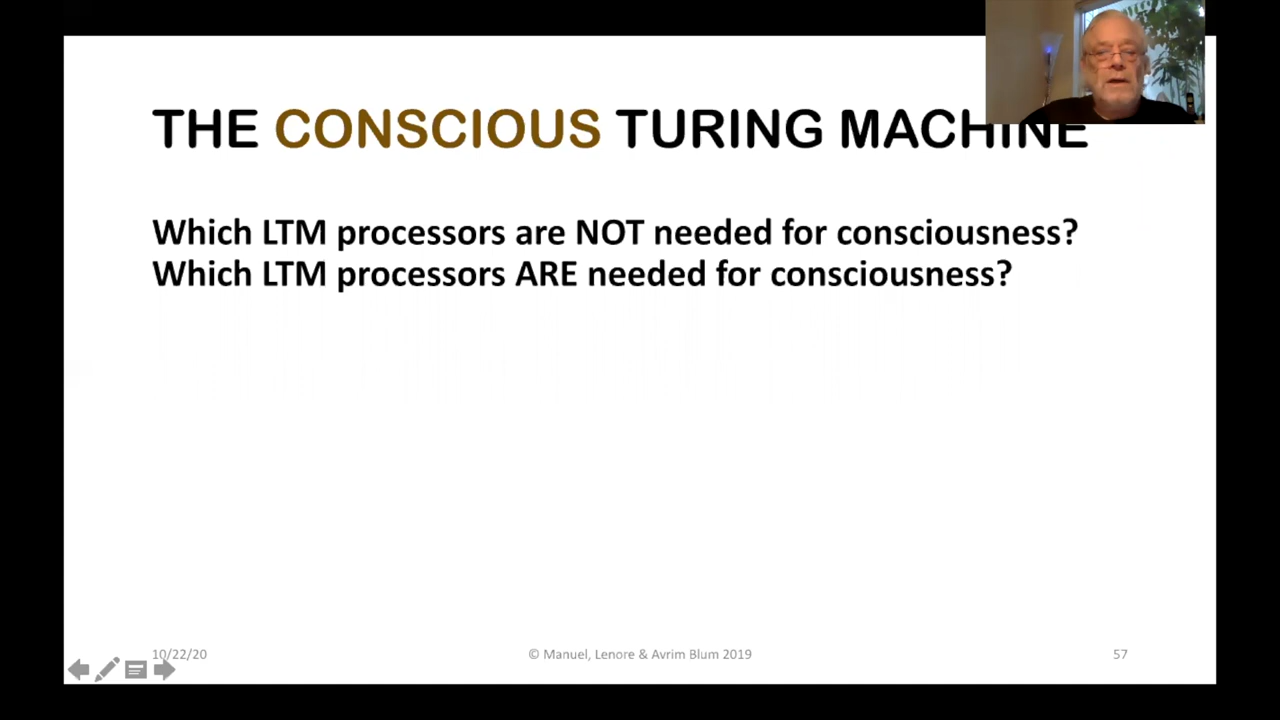 THE CONSCIOUS TURING MACHINE
Which LTM processors are NOT needed for consciousness?
Which LTM processors ARE needed for consciousness?
10/22/20
© Manuel, Lenore & Avrim Blum 2019
57